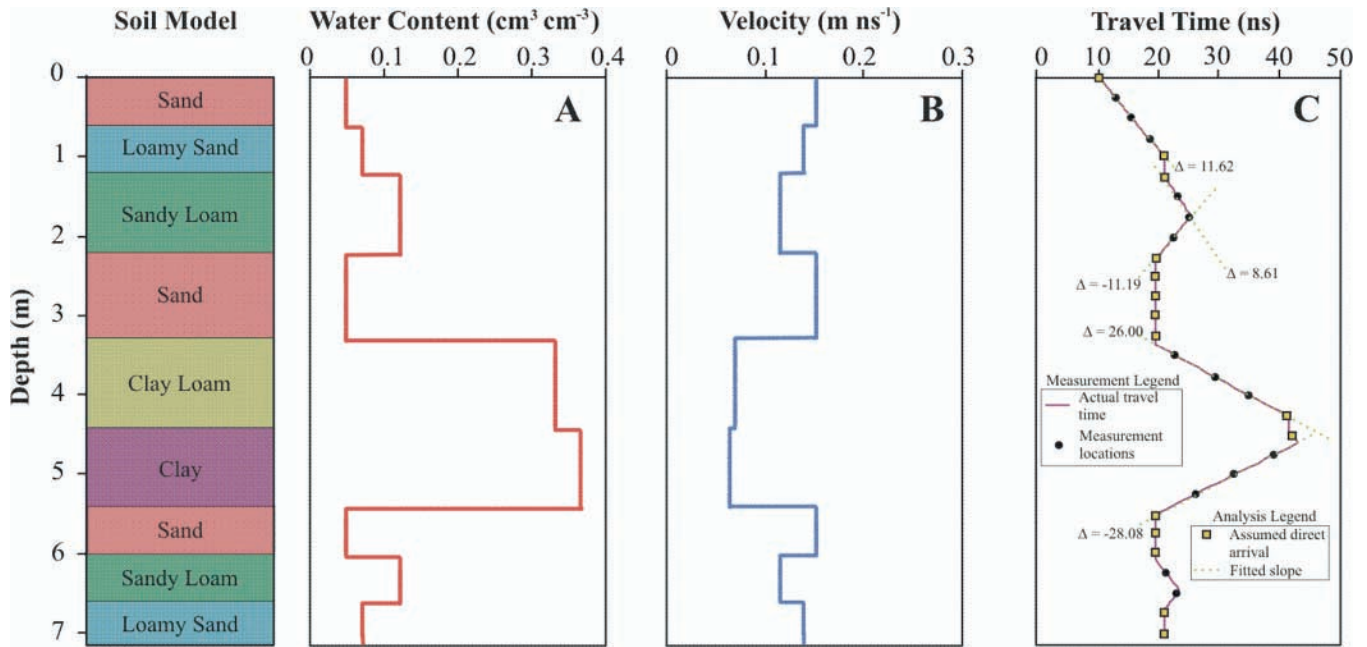 Soil Model
Water Content (cm³ cm⁻³)
Velocity (m ns⁻¹)
Travel Time (ns)
0 0.1 0.2 0.3 0.4
0 0.1 0.2 0.3
0 10 20 30 40 50
Depth (m)
0
1
2
3
4
5
6
7
Sand
Loamy Sand
Sandy Loam
Sand
Clay Loam
Clay
Sand
Sandy Loam
Loamy Sand
A
B
C
Δ = 11.62
Δ = 8.61
Δ = -11.19
Δ = 26.00
Measurement Legend
Actual travel
time
Measurement
locations
Δ = -28.08
Analysis Legend
Assumed direct
arrival
Fitted slope